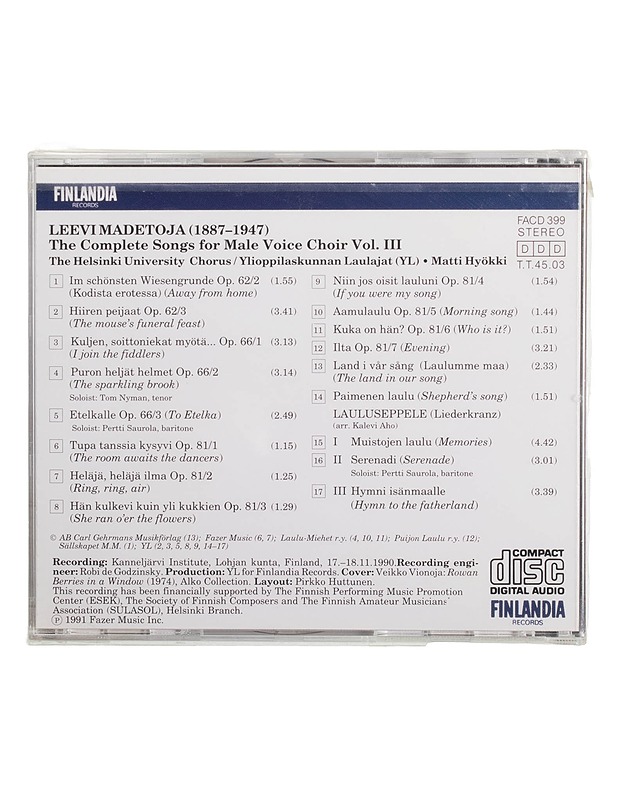 FINLANDIA
RECORDS
LEEVI MADETOJA (1887–1947)
The Complete Songs for Male Voice Choir Vol. III
The Helsinki University Chorus / Ylioppilaskunnan Laulajat (YL) • Matti Hyökki
FACD 399
STEREO
D D D
T.T.45.03
1 Im schönsten Wiesengrunde Op. 62/2 (1.55)
(Kodista erotessa) (Away from home)
2 Hiiren peijaat Op. 62/3 (3.41)
(The mouse's funeral feast)
3 Kuljen, soittoniekat myötä... Op. 66/1 (3.13)
(I join the fiddlers)
4 Puron heljät helmet Op. 66/2 (3.14)
(The sparkling brook)
Soloist: Tom Nyman, tenor
5 Etelkalle Op. 66/3 (To Etelka) (2.49)
Soloist: Pertti Saurola, baritone
6 Tupa tanssia kysyvi Op. 81/1 (1.15)
(The room awaits the dancers)
7 Heläjä, heläjä ilma Op. 81/2 (1.25)
(Ring, ring, air)
8 Hän kulkevi kuin yli kukkien Op. 81/3 (1.29)
(She ran o'er the flowers)
9 Niin jos oisit lauluni Op. 81/4 (1.54)
(If you were my song)
10 Aamulaulu Op. 81/5 (Morning song) (1.44)
11 Kuka on hän? Op. 81/6 (Who is it?) (1.51)
12 Ilta Op. 81/7 (Evening) (3.21)
13 Land i vår sång (Laulumme maa) (2.33)
(The land in our song)
14 Paimenen laulu (Shepherd's song) (1.51)
LAULUSEPPELE (Liederkranz)
(arr. Kalevi Aho)
15 I Muistojen laulu (Memories) (4.42)
16 II Serenadi (Serenade) (3.01)
Soloist: Pertti Saurola, baritone
17 III Hymni isänmaalle (3.39)
(Hymn to the fatherland)
© AB Carl Gehrmans Musikförlag (13); Fazer Music (6, 7); Laulu-Miehet r.y. (4, 10, 11); Puijon Laulu r.y. (12);
Sällskapet M.M. (1); YL (2, 3, 5, 8, 9, 14–17)
Recording: Kanneljärvi Institute, Lohjan kunta, Finland, 17.–18.11.1990. Recording engi-
neer: Robi de Godzinsky. Production: YL for Finlandia Records. Cover: Veikko Vionoja: Rowan
Berries in a Window (1974), Alko Collection. Layout: Pirkko Huttunen.
This recording has been financially supported by The Finnish Performing Music Promotion
Center (ESEK), The Society of Finnish Composers and The Finnish Amateur Musicians'
Association (SULASOL), Helsinki Branch.
℗ 1991 Fazer Music Inc.
COMPACT
disc
DIGITAL AUDIO
FINLANDIA
RECORDS